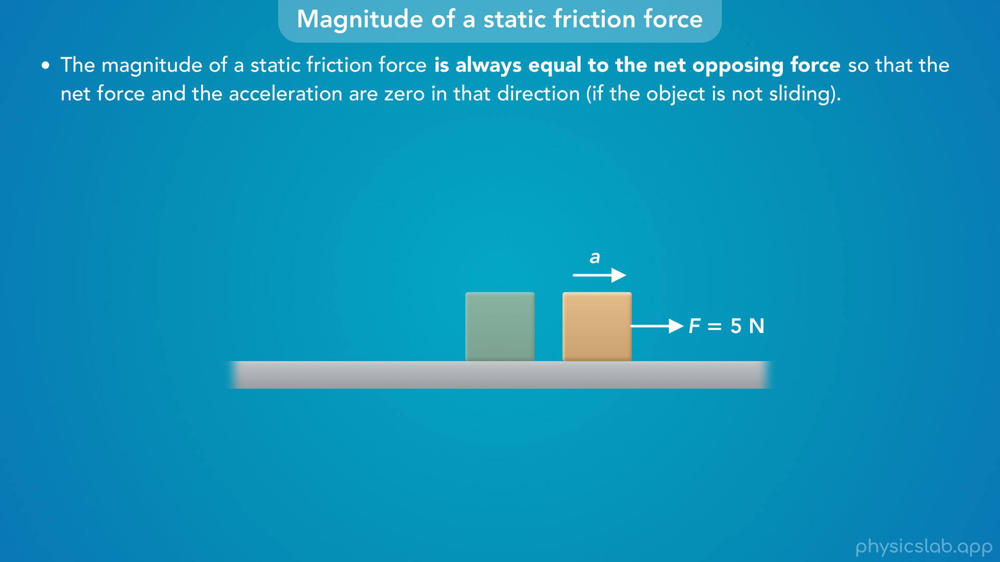 Magnitude of a static friction force
• The magnitude of a static friction force is always equal to the net opposing force so that the
net force and the acceleration are zero in that direction (if the object is not sliding).
a
F = 5 N
physicslab.app